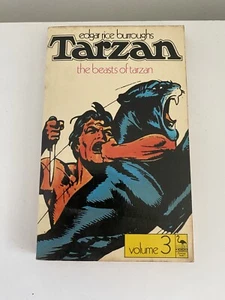 edgar rice burroughs
Tarzan
the beasts of tarzan
volume 3